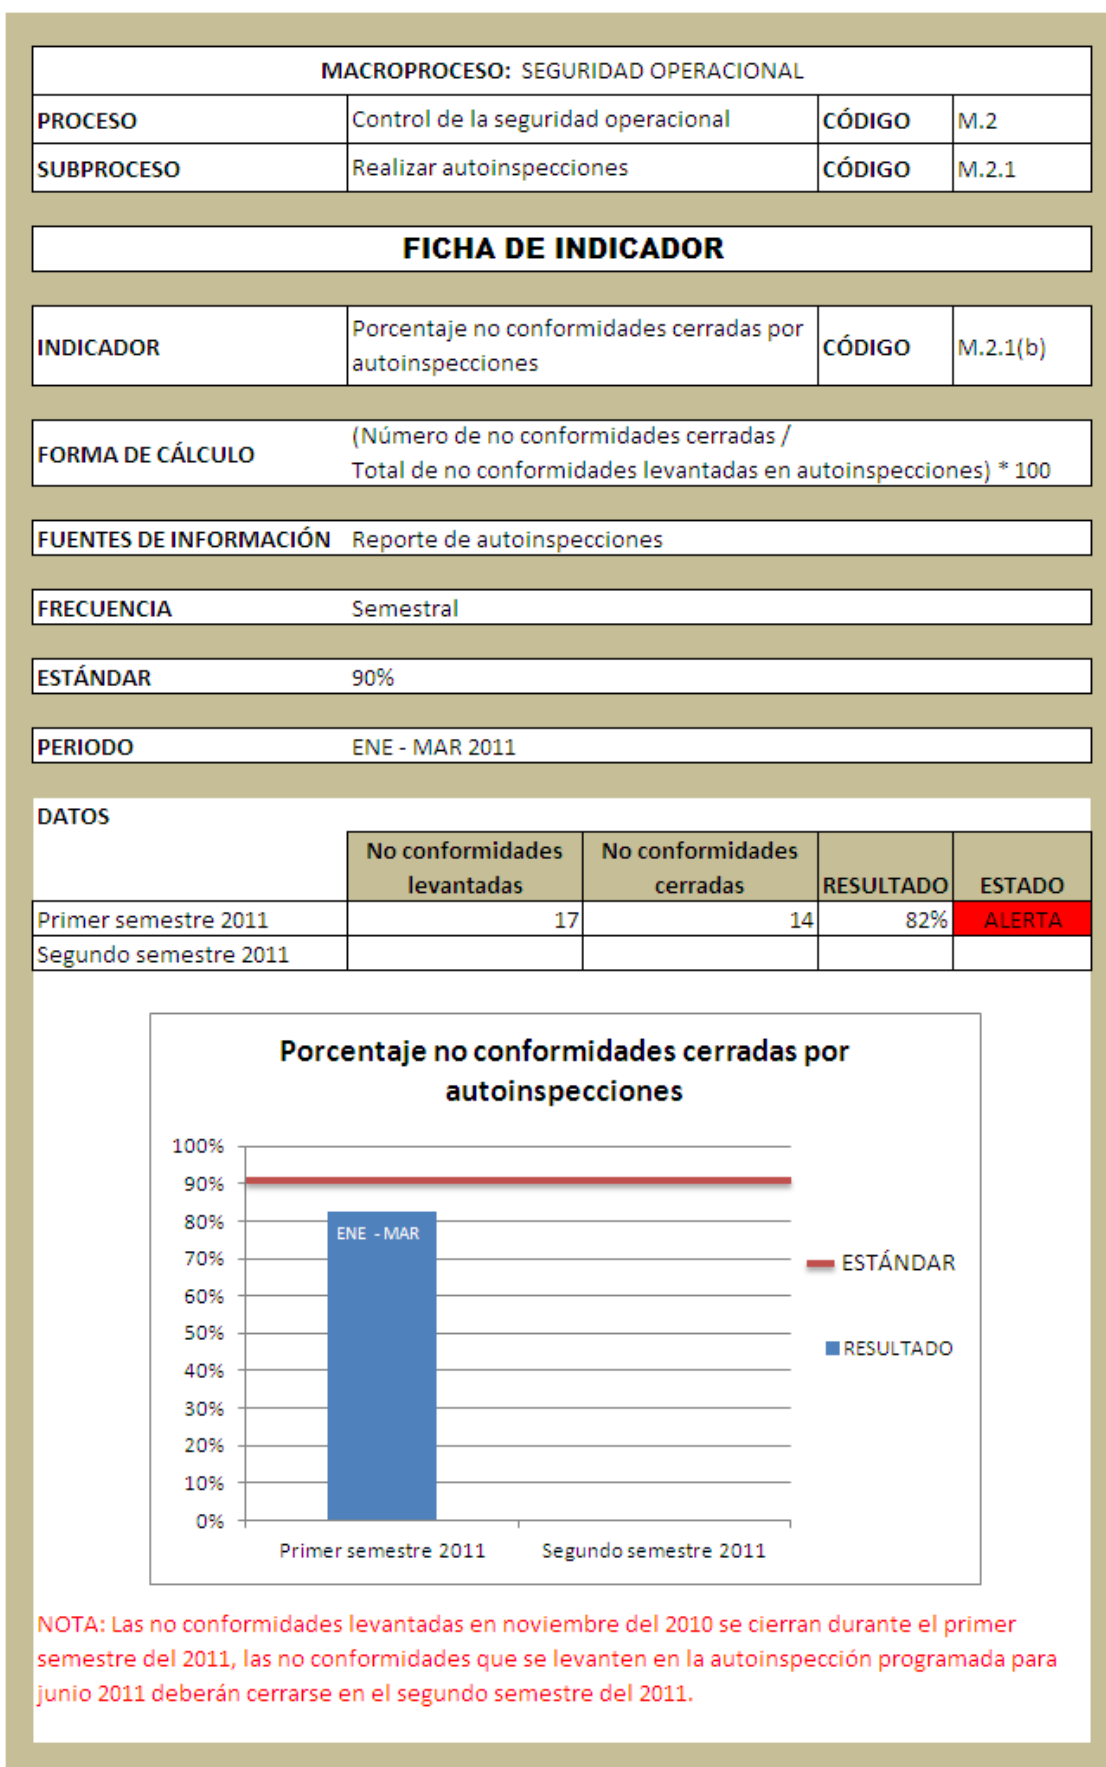 MACROPROCESO: SEGURIDAD OPERACIONAL
PROCESO Control de la seguridad operacional CÓDIGO M.2
SUBPROCESO Realizar autoinspecciones CÓDIGO M.2.1
FICHA DE INDICADOR
INDICADOR Porcentaje no conformidades cerradas por autoinspecciones CÓDIGO M.2.1(b)
FORMA DE CÁLCULO (Número de no conformidades cerradas /
Total de no conformidades levantadas en autoinspecciones) * 100
FUENTES DE INFORMACIÓN Reporte de autoinspecciones
FRECUENCIA Semestral
ESTÁNDAR 90%
PERIODO ENE - MAR 2011
DATOS
No conformidades levantadas No conformidades cerradas RESULTADO ESTADO
Primer semestre 2011 17 14 82% ALERTA
Segundo semestre 2011
Porcentaje no conformidades cerradas por
autoinspecciones
100%
90%
80%
70%
60%
50%
40%
30%
20%
10%
0%
ENE - MAR
Primer semestre 2011 Segundo semestre 2011
ESTÁNDAR
RESULTADO
NOTA: Las no conformidades levantadas en noviembre del 2010 se cierran durante el primer
semestre del 2011, las no conformidades que se levanten en la autoinspección programada para
junio 2011 deberán cerrarse en el segundo semestre del 2011.